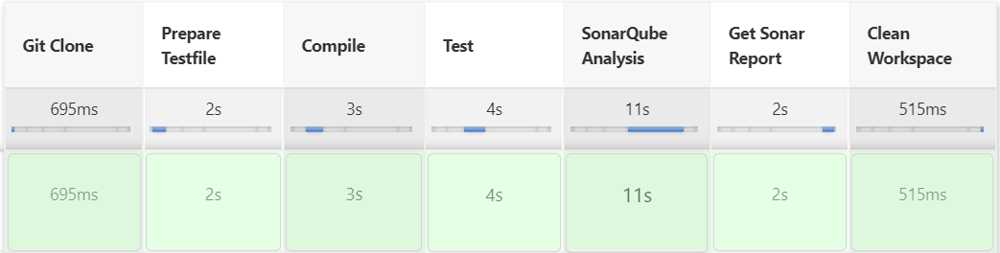 Git Clone
Prepare
Testfile
Compile
Test
SonarQube
Analysis
Get Sonar
Report
Clean
Workspace
695ms
2s
3s
4s
11s
2s
515ms
695ms
2s
3s
4s
11s
2s
515ms